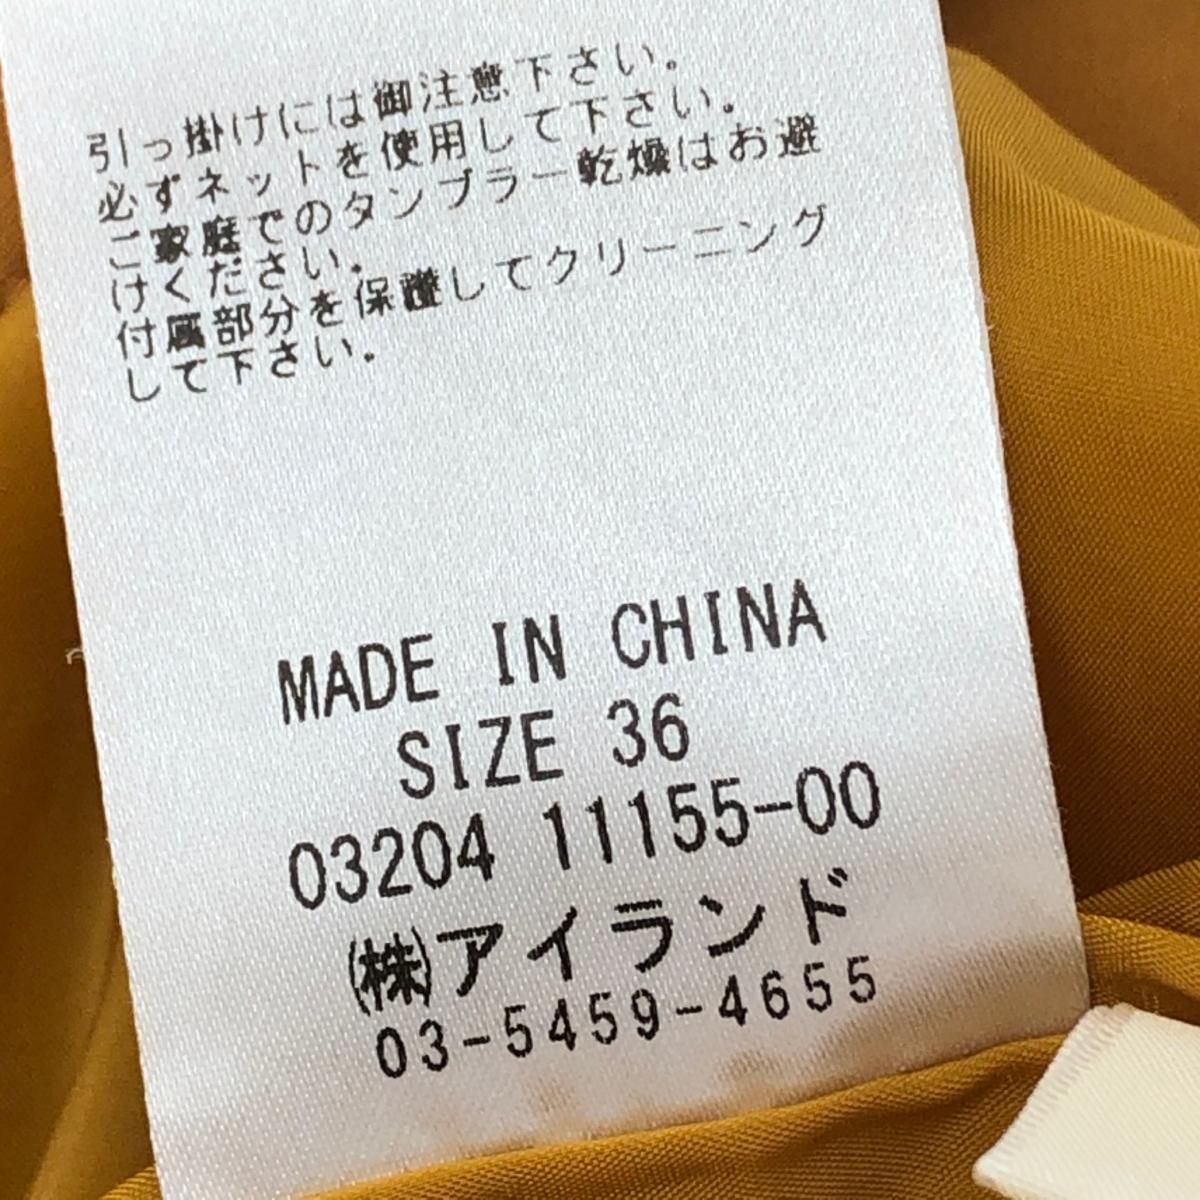 引っ掛けには御注意下さい。
必ずネットを使用して下さい。
ご家庭でのタンブラー乾燥はお避
けください。
付属部分を保護してクリーニング
して下さい。
MADE IN CHINA
SIZE 36
03204 11155-00
(株)アイランド
03-5459-4655